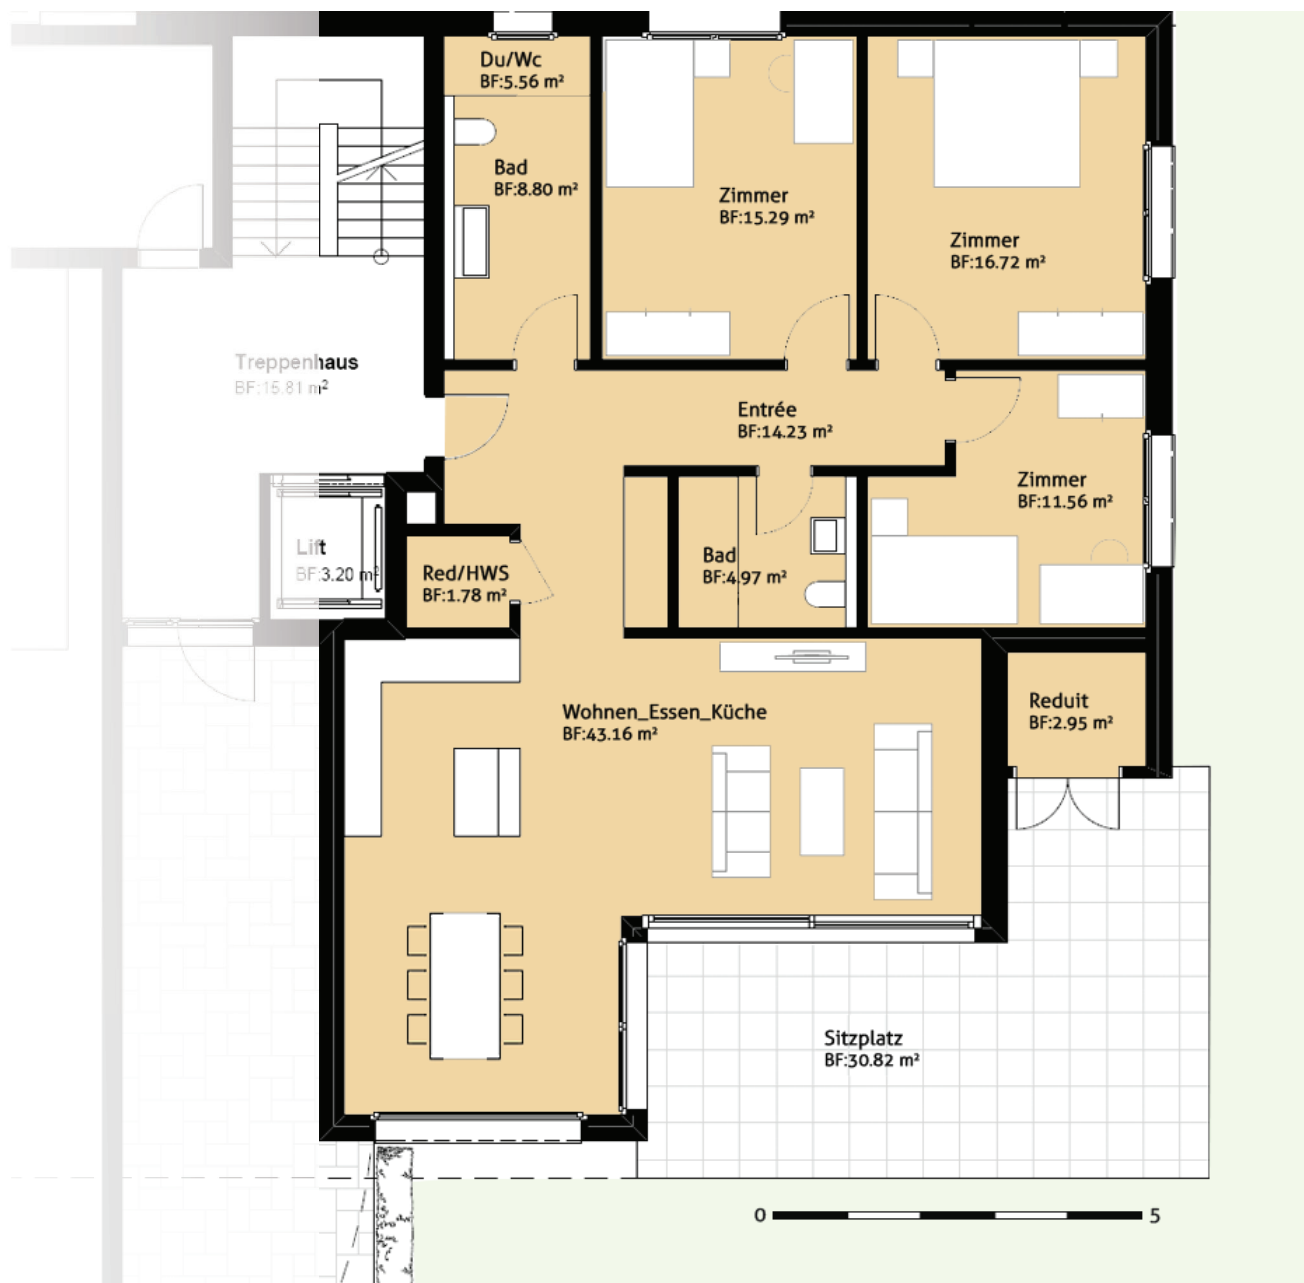 Du/Wc
BF:5.56 m²
Bad
BF:8.80 m²
Zimmer
BF:15.29 m²
Zimmer
BF:16.72 m²
Treppenhaus
BF:15.81 m²
Entrée
BF:14.23 m²
Zimmer
BF:11.56 m²
Lift
BF:3.20 m²
Red/HWS
BF:1.78 m²
Bad
BF:4.97 m²
Wohnen_Essen_Küche
BF:43.16 m²
Reduit
BF:2.95 m²
Sitzplatz
BF:30.82 m²
0 5